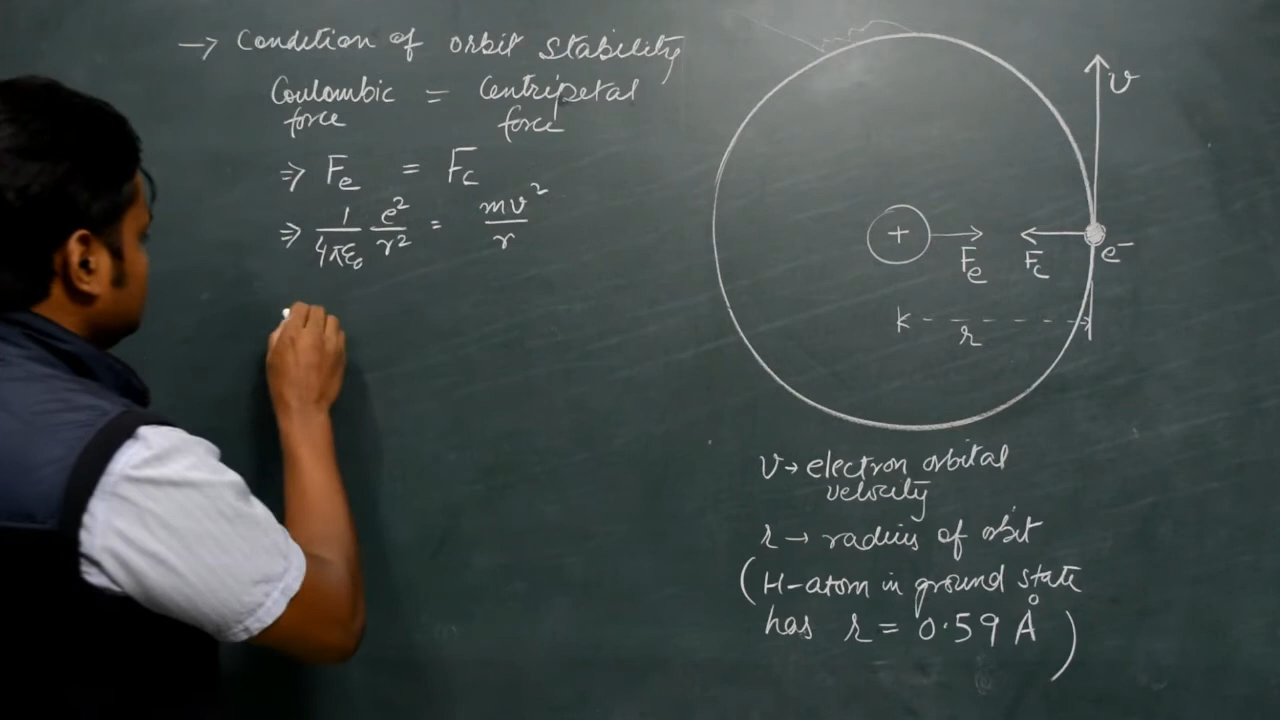 → Condition of orbit stability
Coulombic force = Centripetal force
⇒ Fe = Fc
⇒ 1/4πε₀ e²/r² = mv²/r
v
+
Fe
Fc
e⁻
r
v → electron orbital
velocity
r → radius of orbit
(H-atom in ground state
has r = 0.59 Å)